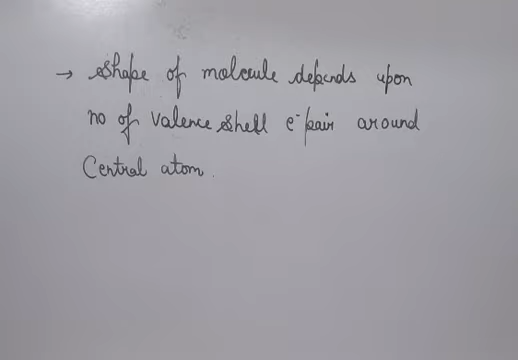 → shape of molecule depends upon
no of valence shell e⁻ pair around
Central atom.